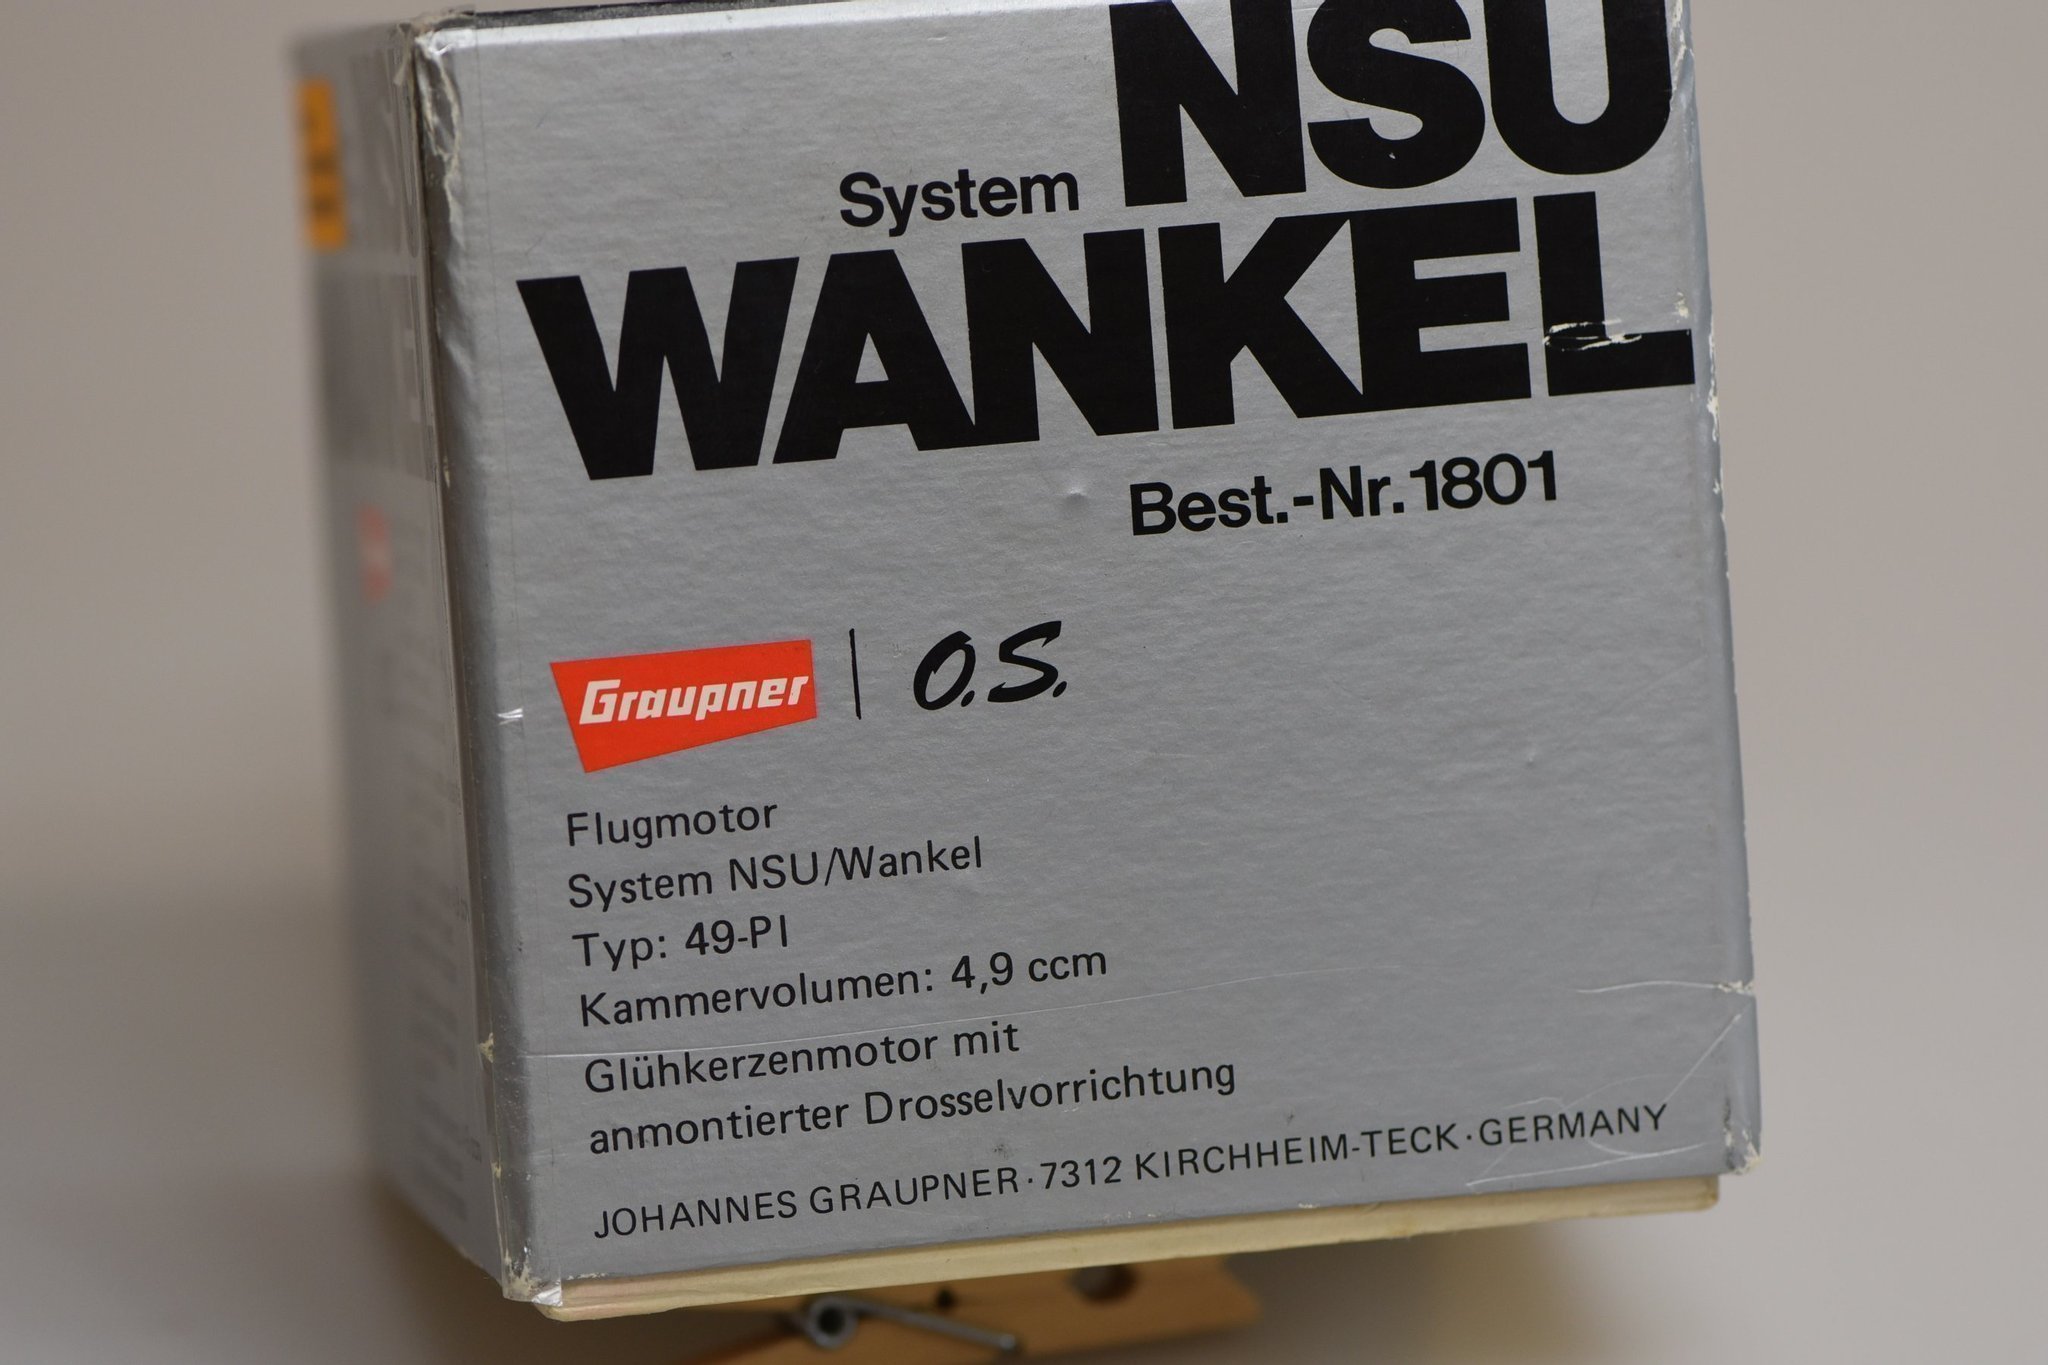 System NSU
WANKEL
Best.-Nr. 1801
Graupner | O.S.
Flugmotor
System NSU/Wankel
Typ: 49-PI
Kammervolumen: 4,9 ccm
Glühkerzenmotor mit
anmontierter Drosselvorrichtung
JOHANNES GRAUPNER · 7312 KIRCHHEIM-TECK · GERMANY